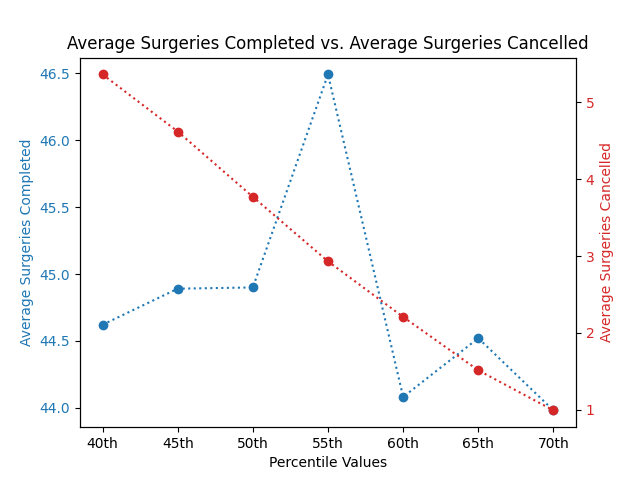 Average Surgeries Completed vs. Average Surgeries Cancelled
46.5
46.0
45.5
45.0
44.5
44.0
Average Surgeries Completed
5
4
3
2
1
Average Surgeries Cancelled
40th 45th 50th 55th 60th 65th 70th
Percentile Values